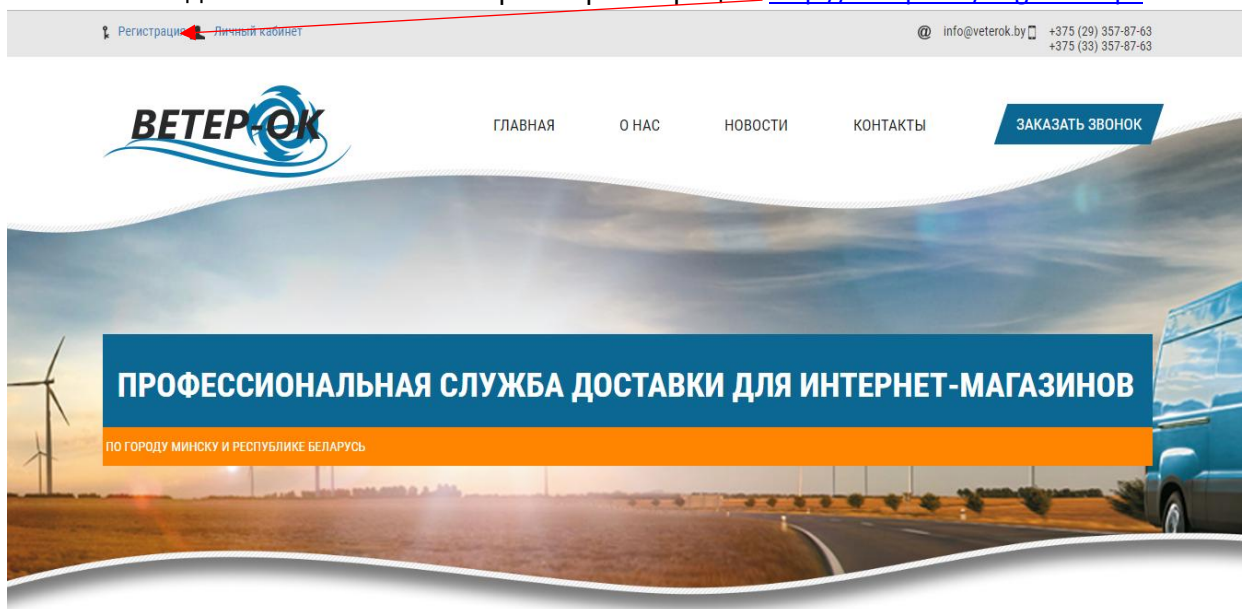 Регистрация Личный кабинет
@ info@veterok.by +375 (29) 357-87-63
+375 (33) 357-87-63
ВЕТЕР-ОК
ГЛАВНАЯ О НАС НОВОСТИ КОНТАКТЫ ЗАКАЗАТЬ ЗВОНОК
ПРОФЕССИОНАЛЬНАЯ СЛУЖБА ДОСТАВКИ ДЛЯ ИНТЕРНЕТ-МАГАЗИНОВ
ПО ГОРОДУ МИНСКУ И РЕСПУБЛИКЕ БЕЛАРУСЬ